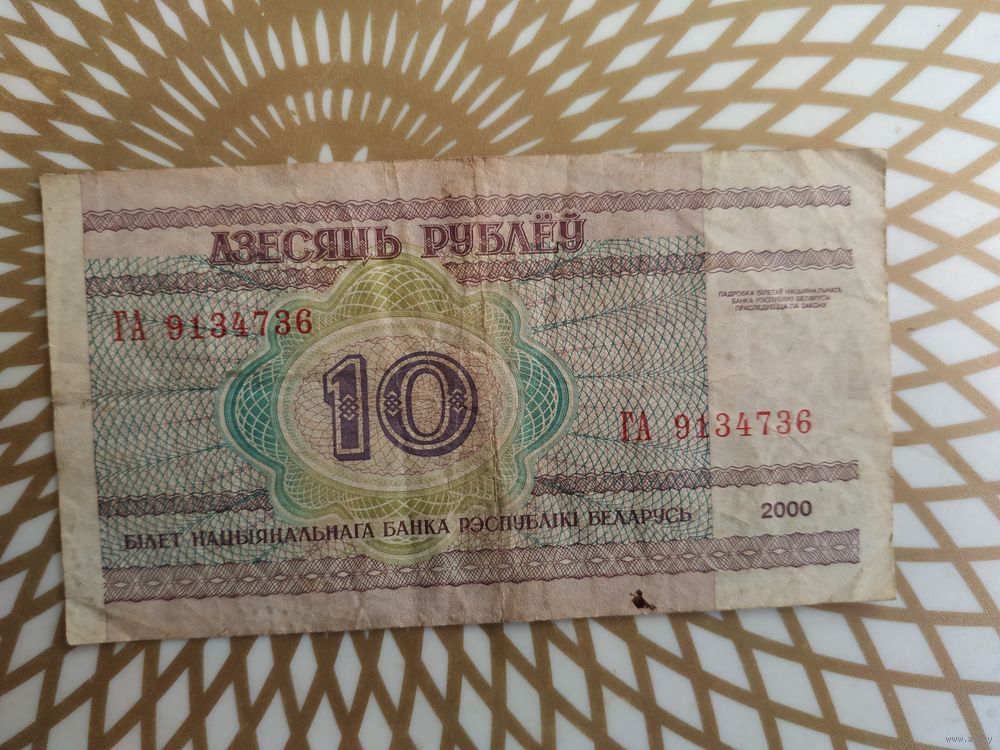 ДЗЕСЯЦЬ РУБЛЁЎ
ПАДРОБКА БІЛЕТАЎ НАЦЫЯНАЛЬНАГА
БАНКА РЭСПУБЛІКІ БЕЛАРУСЬ
ПРАСЛЕДУЕЦЦА ПА ЗАКОНУ
ГА 9134736
10
ГА 9134736
2000
БІЛЕТ НАЦЫЯНАЛЬНАГА БАНКА РЭСПУБЛІКІ БЕЛАРУСЬ